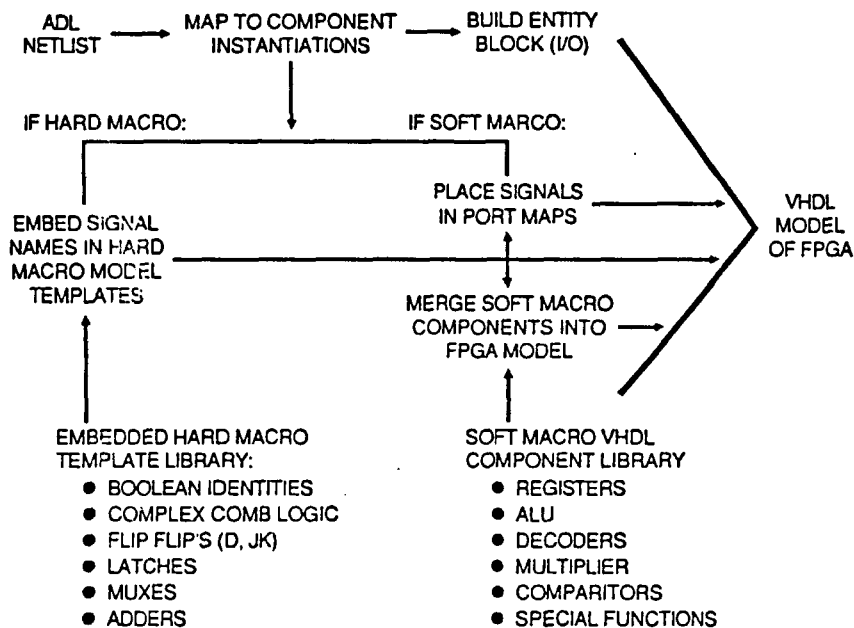 ADL
NETLIST
MAP TO COMPONENT
INSTANTIATIONS
BUILD ENTITY
BLOCK (I/O)
IF HARD MACRO:
IF SOFT MARCO:
EMBED SIGNAL
NAMES IN HARD
MACRO MODEL
TEMPLATES
PLACE SIGNALS
IN PORT MAPS
VHDL
MODEL
OF FPGA
MERGE SOFT MACRO
COMPONENTS INTO
FPGA MODEL
EMBEDDED HARD MACRO
TEMPLATE LIBRARY:
● BOOLEAN IDENTITIES
● COMPLEX COMB LOGIC
● FLIP FLIP'S (D, JK)
● LATCHES
● MUXES
● ADDERS
SOFT MACRO VHDL
COMPONENT LIBRARY
● REGISTERS
● ALU
● DECODERS
● MULTIPLIER
● COMPARITORS
● SPECIAL FUNCTIONS